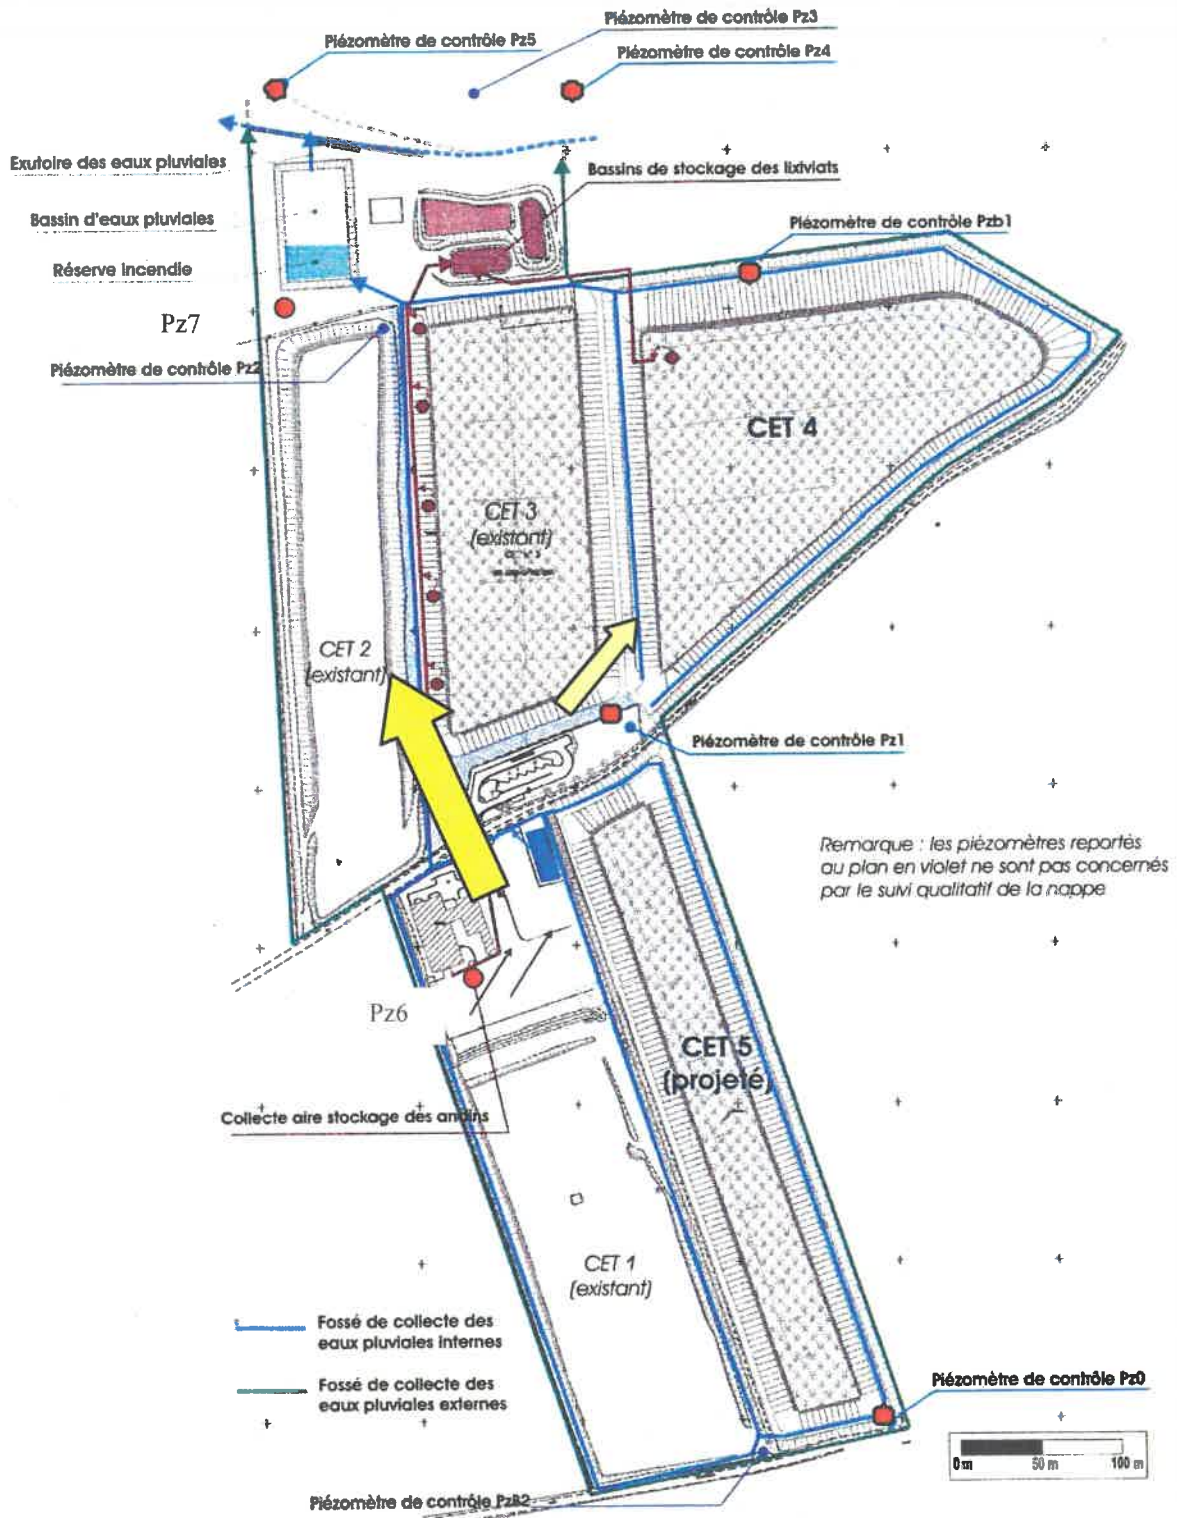 Piézomètre de contrôle Pz3
Piézomètre de contrôle Pz5
Piézomètre de contrôle Pz4
Exutoire des eaux pluviales
Bassins de stockage des lixiviats
Bassin d'eaux pluviales
Piézomètre de contrôle Pzb1
Réserve incendie
Pz7
Piézomètre de contrôle Pz2
CET 4
CET 3
(existant)
CET 2
(existant)
Piézomètre de contrôle Pz1
Remarque : les piézomètres reportés
au plan en violet ne sont pas concernés
par le suivi qualitatif de la nappe
Pz6
CET 5
(projeté)
Collecte aire stockage des andins
CET 1
(existant)
Fossé de collecte des
eaux pluviales internes
Fossé de collecte des
eaux pluviales externes
Piézomètre de contrôle Pz0
0 m 50 m 100 m
Piézomètre de contrôle PzB2